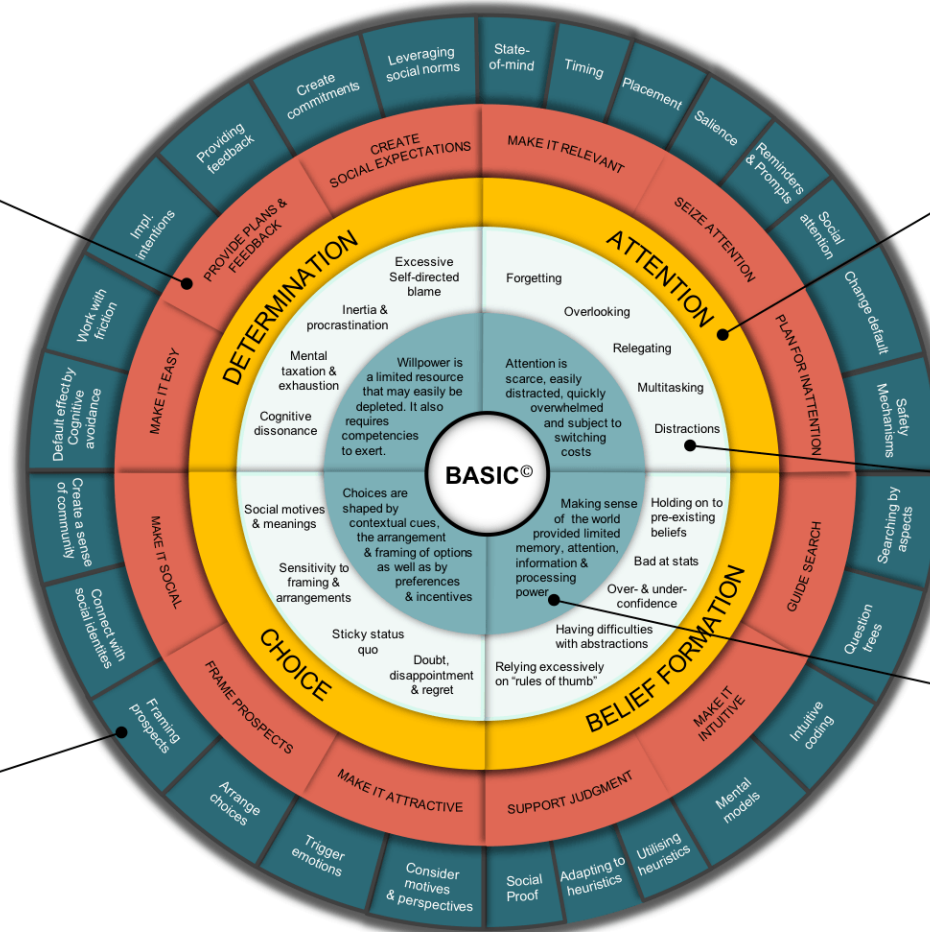 BASIC©
ATTENTION
Attention is
scarce, easily
distracted, quickly
overwhelmed
and subject to
switching
costs
Forgetting
Overlooking
Relegating
Multitasking
Distractions
MAKE IT RELEVANT
SEIZE ATTENTION
PLAN FOR INATTENTION
State-
of-mind
Timing
Placement
Salience
Reminders
& Prompts
Social
attention
Change default
Safety
Mechanisms
BELIEF FORMATION
Making sense
of the world
provided limited
memory, attention,
information &
processing
power
Holding on to
pre-existing
beliefs
Bad at stats
Over- & under-
confidence
Having difficulties
with abstractions
Relying excessively
on “rules of thumb”
GUIDE SEARCH
MAKE IT
INTUITIVE
SUPPORT JUDGMENT
Searching by
aspects
Question
trees
Intuitive
coding
Mental
models
Utilising
heuristics
Adapting to
heuristics
Social
Proof
CHOICE
Choices are
shaped by
contextual cues,
the arrangement
& framing of options
as well as by
preferences
& incentives
Social motives
& meanings
Sensitivity to
framing &
arrangements
Sticky status
quo
Doubt,
disappointment
& regret
MAKE IT ATTRACTIVE
FRAME PROSPECTS
MAKE IT SOCIAL
Consider
motives
& perspectives
Trigger
emotions
Arrange
choices
Framing
prospects
Connect with
social identites
Create a sense
of community
DETERMINATION
Willpower is
a limited resource
that may easily be
depleted. It also
requires
competencies
to exert.
Excessive
Self-directed
blame
Inertia &
procrastination
Mental
taxation &
exhaustion
Cognitive
dissonance
MAKE IT EASY
PROVIDE PLANS &
FEEDBACK
CREATE
SOCIAL EXPECTATIONS
Default effect by
Cognitive
avoidance
Work with
friction
Impl.
intentions
Providing
feedback
Create
commitments
Leveraging
social norms